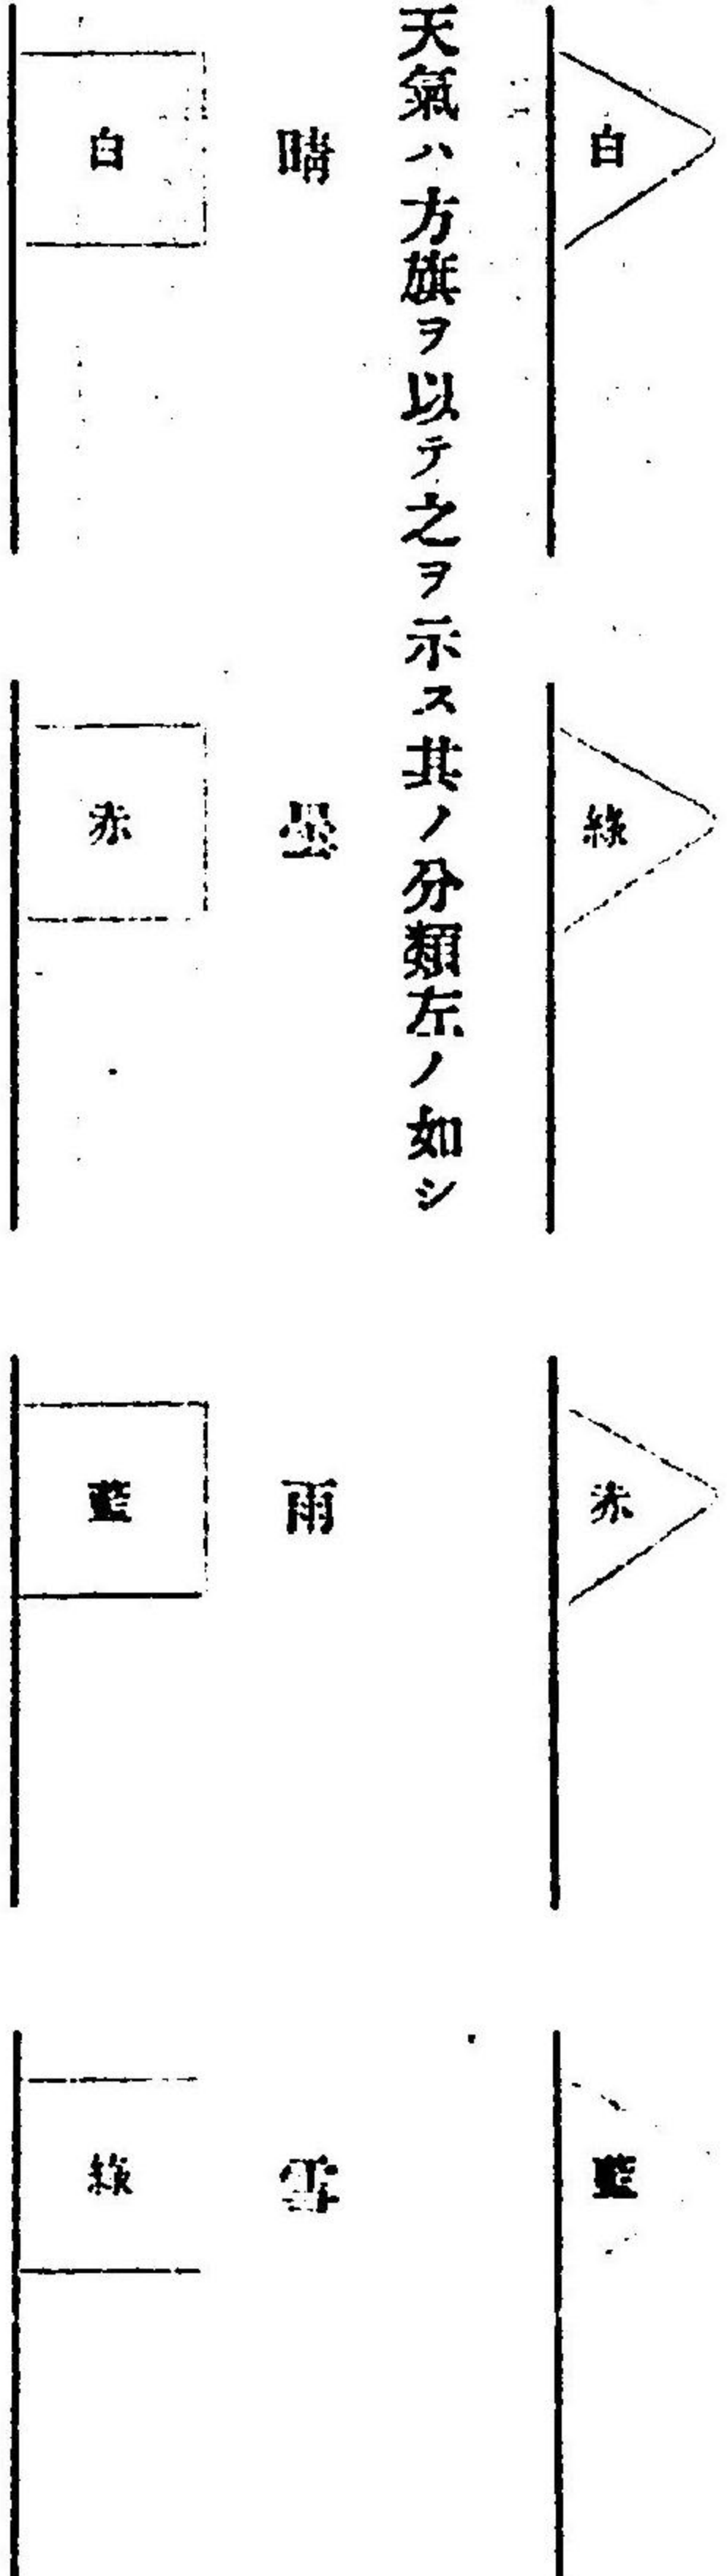 白 綠 赤 藍
天氣ハ方旗ヲ以テ之ヲ示ス其ノ分類左ノ如シ
晴 曇 雨 雪
白 赤 藍 綠